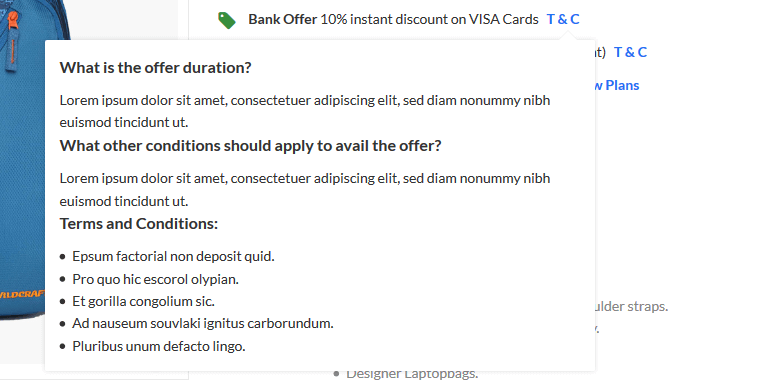 Bank Offer 10% instant discount on VISA Cards T & C
t) T & C
w Plans
What is the offer duration?
Lorem ipsum dolor sit amet, consectetuer adipiscing elit, sed diam nonummy nibh
euismod tincidunt ut.
What other conditions should apply to avail the offer?
Lorem ipsum dolor sit amet, consectetuer adipiscing elit, sed diam nonummy nibh
euismod tincidunt ut.
Terms and Conditions:
• Epsum factorial non deposit quid.
• Pro quo hic escorol olypian.
• Et gorilla congolium sic.
• Ad nauseum souvlaki ignitus carborundum.
• Pluribus unum defacto lingo.
ulder straps.
• Designer Laptopbags.